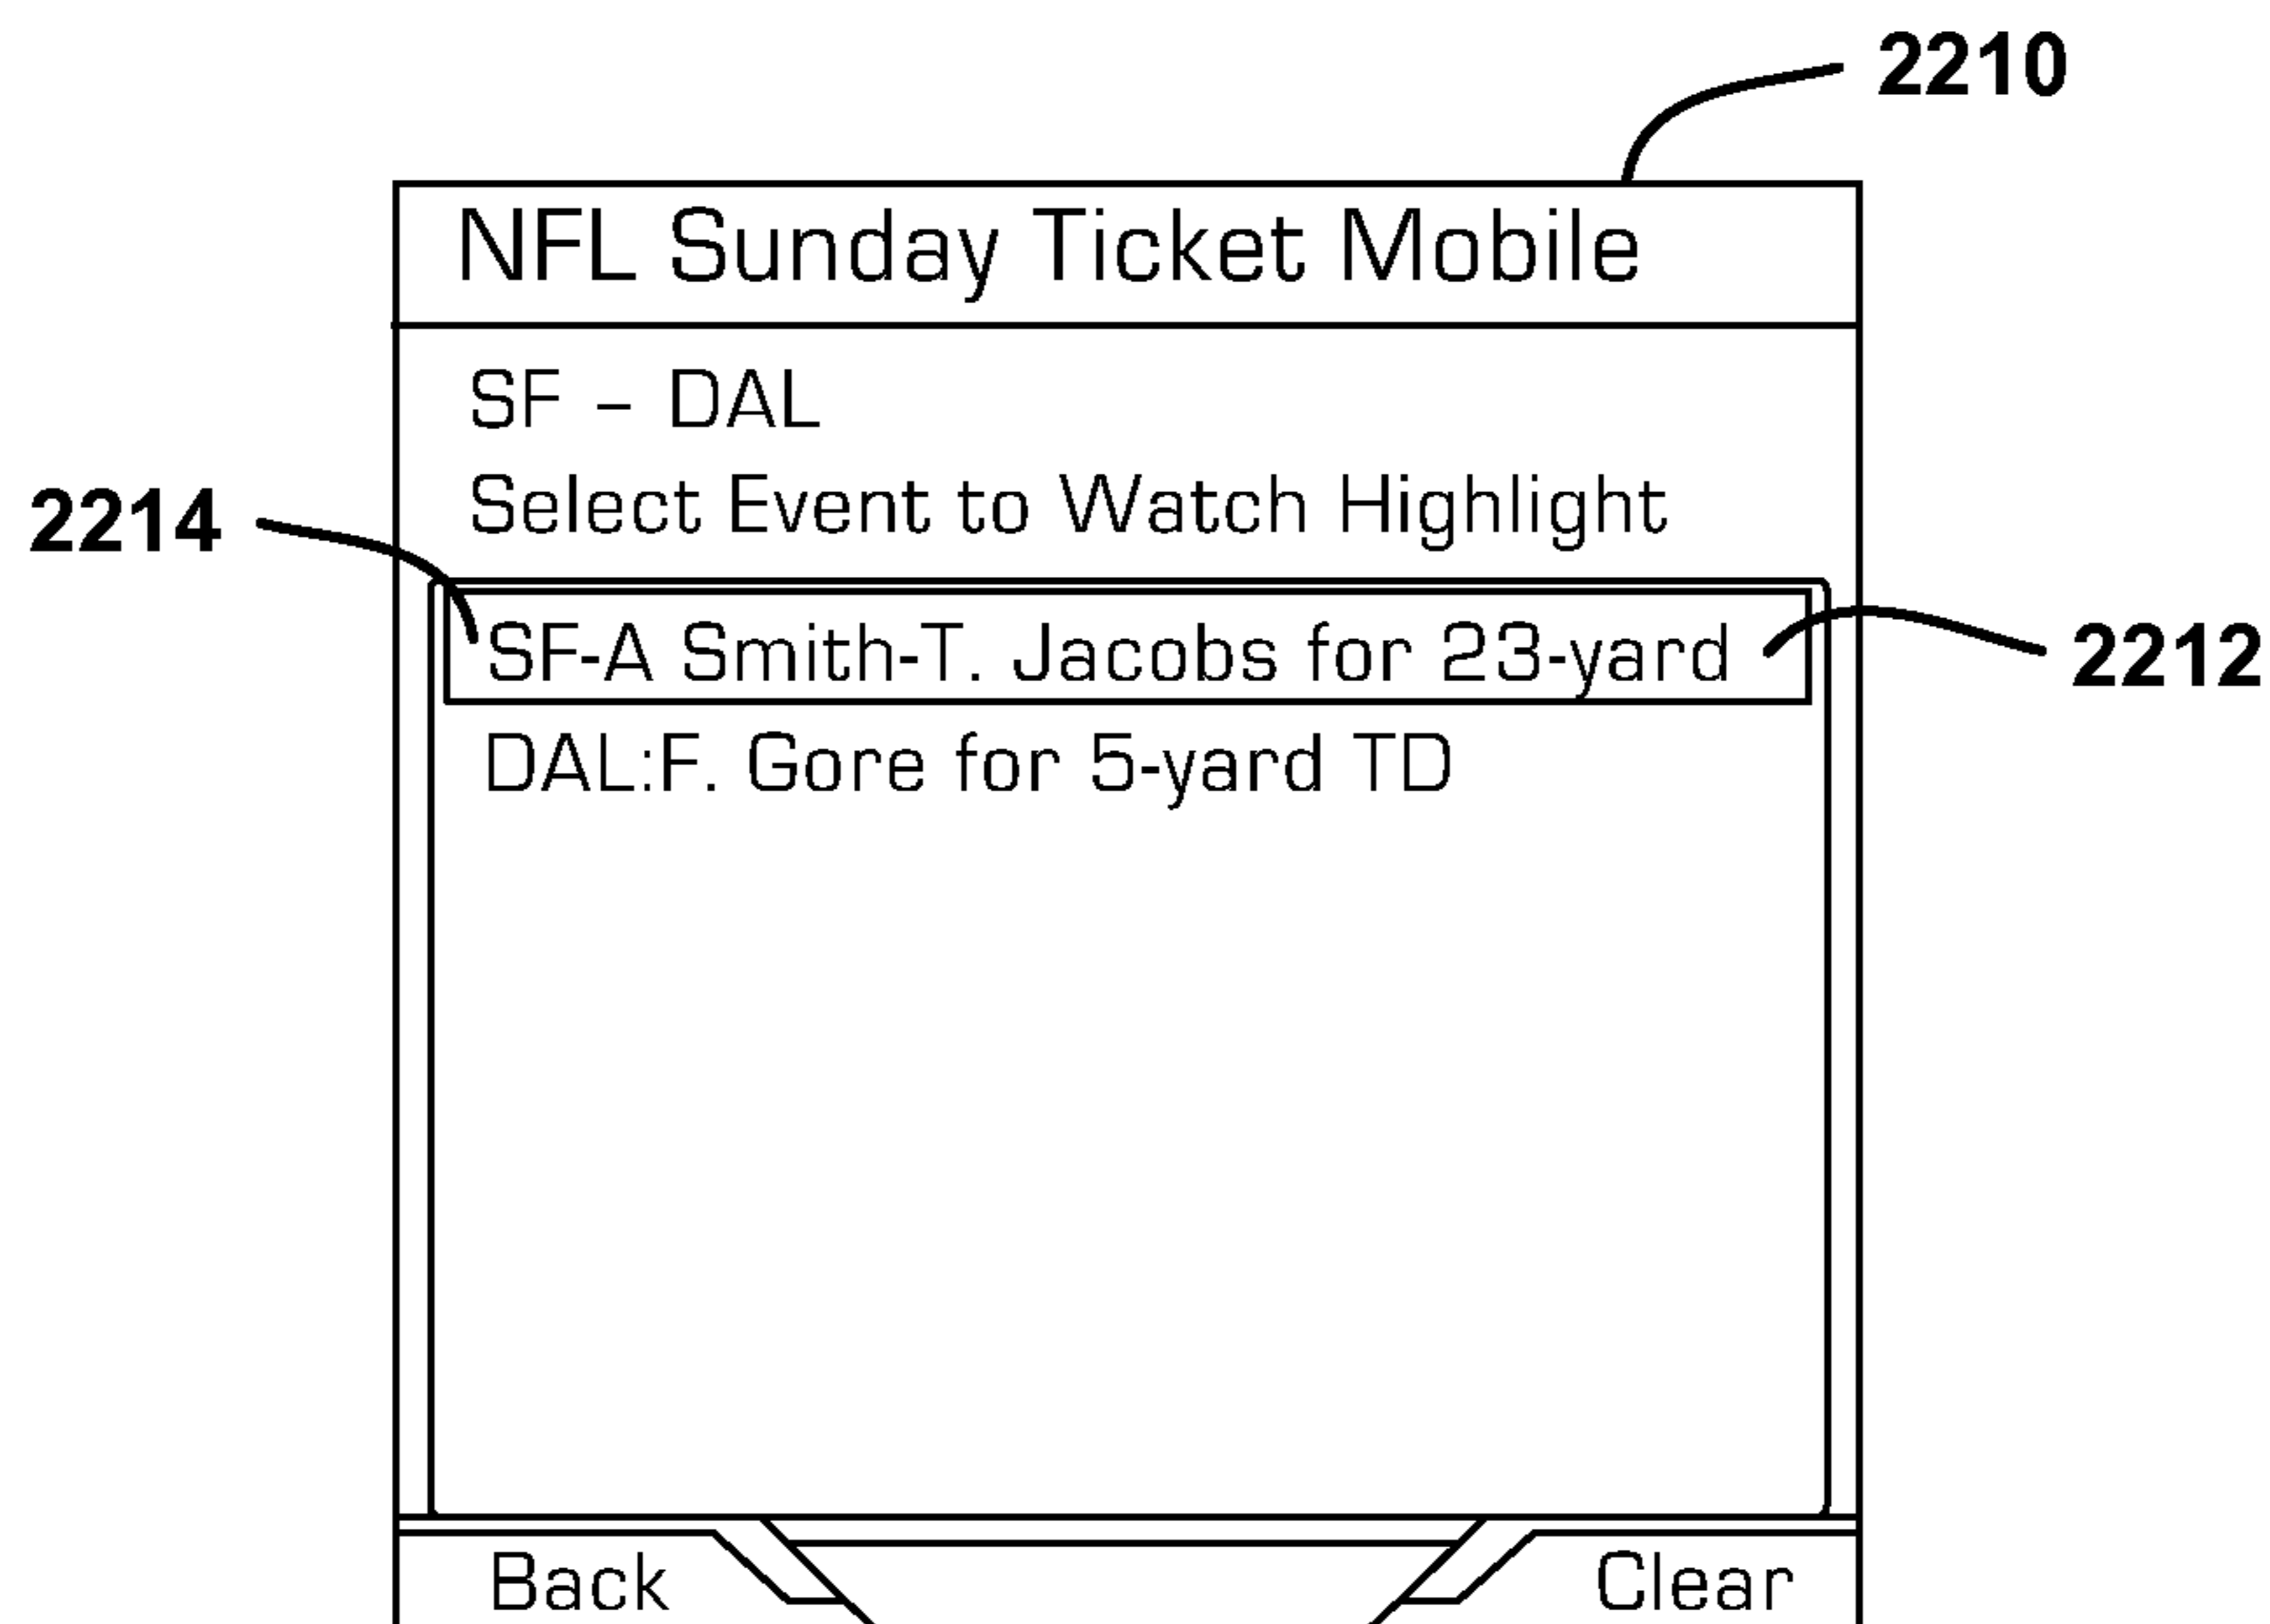 2210
NFL Sunday Ticket Mobile
SF – DAL
Select Event to Watch Highlight
2214
SF-A Smith-T. Jacobs for 23-yard
2212
DAL:F. Gore for 5-yard TD
Back
Clear